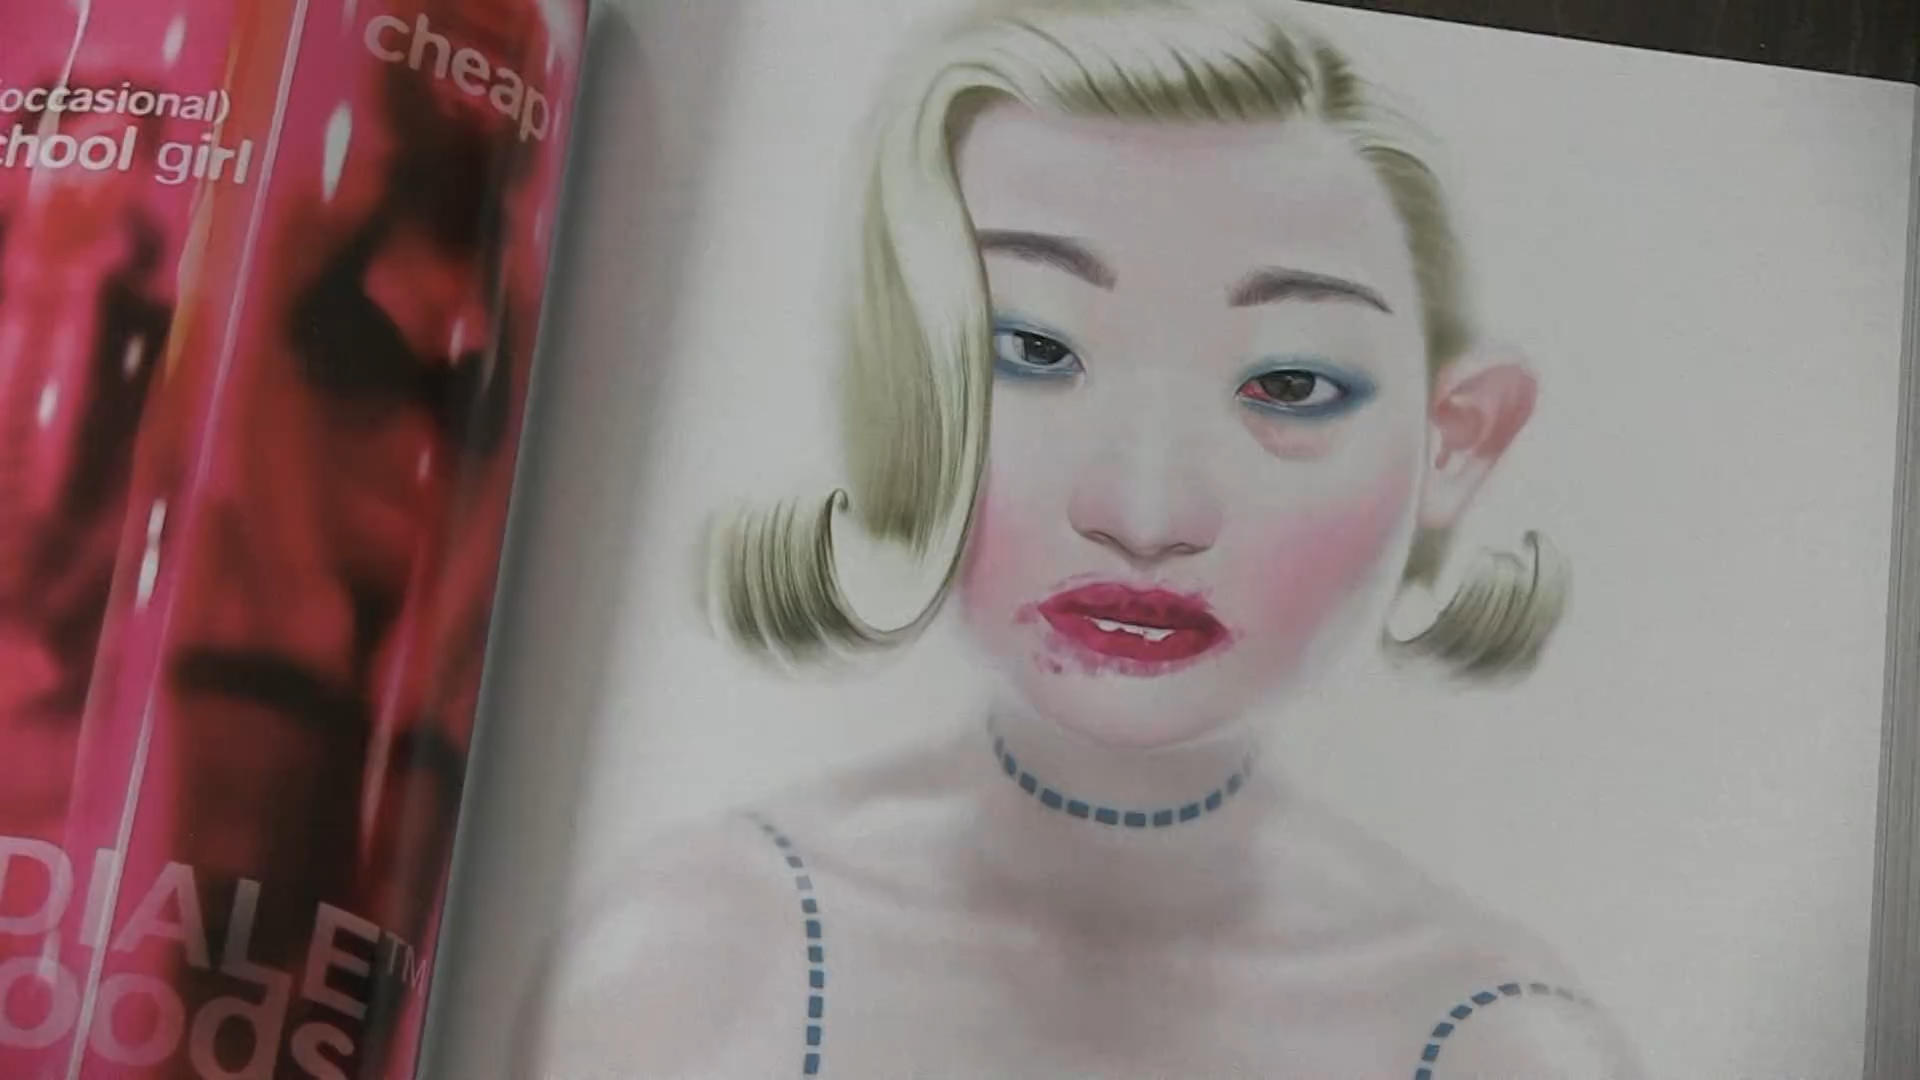 cheap
(occasional)
chool girl
DIALE™
oods